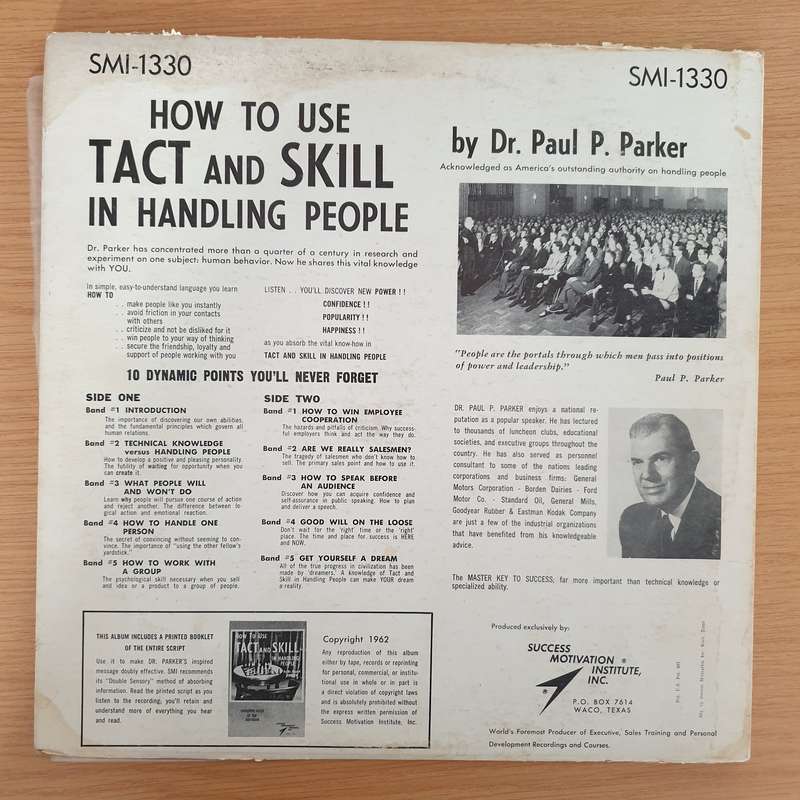 SMI-1330
SMI-1330
HOW TO USE
TACT AND SKILL
IN HANDLING PEOPLE
Dr. Parker has concentrated more than a quarter of a century in research and
experiment on one subject: human behavior. Now he shares this vital knowledge
with YOU.
In simple, easy-to-understand language you learn
HOW TO
. . make people like you instantly
. . avoid friction in your contacts
with others
. . criticize and not be disliked for it
. . win people to your way of thinking
. . secure the friendship, loyalty and
support of people working with you
LISTEN . . YOU'LL DISCOVER NEW POWER ! !
CONFIDENCE ! !
POPULARITY ! !
HAPPINESS ! !
as you absorb the vital know-how in
TACT AND SKILL IN HANDLING PEOPLE
10 DYNAMIC POINTS YOU'LL NEVER FORGET
SIDE ONE
Band #1 INTRODUCTION
The importance of discovering our own abilities,
and the fundamental principles which govern all
human relations.
Band #2 TECHNICAL KNOWLEDGE
versus HANDLING PEOPLE
How to develop a positive and pleasing personality.
The futility of waiting for opportunity when you
can create it.
Band #3 WHAT PEOPLE WILL
AND WON'T DO
Learn why people will pursue one course of action
and reject another. The difference between lo-
gical action and emotional reaction.
Band #4 HOW TO HANDLE ONE
PERSON
The secret of convincing without seeming to con-
vince. The importance of "using the other fellow's
yardstick."
Band #5 HOW TO WORK WITH
A GROUP
The psychological skill necessary when you sell
and idea or a product to a group of people.
SIDE TWO
Band #1 HOW TO WIN EMPLOYEE
COOPERATION
The hazards and pitfalls of criticism. Why success-
ful employers think and act the way they do.
Band #2 ARE WE REALLY SALESMEN?
The tragedy of salesmen who don't know how to
sell. The primary sales point and how to use it.
Band #3 HOW TO SPEAK BEFORE
AN AUDIENCE
Discover how you can acquire confidence and
self-assurance in public speaking. How to plan
and deliver a speech.
Band #4 GOOD WILL ON THE LOOSE
Don't wait for the 'right' time or the 'right'
place. The time and place for success is HERE
and NOW.
Band #5 GET YOURSELF A DREAM
All of the true progress in civilization has been
made by 'dreamers.' A knowledge of Tact and
Skill in Handling People can make YOUR dream
a reality.
by Dr. Paul P. Parker
Acknowledged as America's outstanding authority on handling people
"People are the portals through which men pass into positions
of power and leadership."
Paul P. Parker
DR. PAUL P. PARKER enjoys a national re-
putation as a popular speaker. He has lectured
to thousands of luncheon clubs, educational
societies, and executive groups throughout the
country. He has also served as personnel
consultant to some of the nations leading
corporations and business firms: General
Motors Corporation - Borden Dairies - Ford
Motor Co. - Standard Oil, General Mills,
Goodyear Rubber & Eastman Kodak Company
are just a few of the industrial organizations
that have benefited from his knowledgeable
advice.
The MASTER KEY TO SUCCESS; far more important than technical knowledge or
specialized ability.
THIS ALBUM INCLUDES A PRINTED BOOKLET
OF THE ENTIRE SCRIPT
Use it to make DR. PARKER'S inspired
message doubly effective. SMI recommends
its "Double Sensory" method of absorbing
information. Read the printed script as you
listen to the recording; you'll retain and
understand more of everything you hear
and read.
HOW TO USE
TACT AND SKILL
IN HANDLING
PEOPLE
Copyright 1962
Any reproduction of this album
either by tape, records or reprinting
for personal, commercial, or institu-
tional use in whole or in part is
a direct violation of copyright laws
and is absolutely prohibited without
the express written permission of
Success Motivation Institute, Inc.
Produced exclusively by:
SUCCESS
MOTIVATION ®
INSTITUTE,
INC.
P.O. BOX 7614
WACO, TEXAS
World's Foremost Producer of Executive, Sales Training and Personal
Development Recordings and Courses.